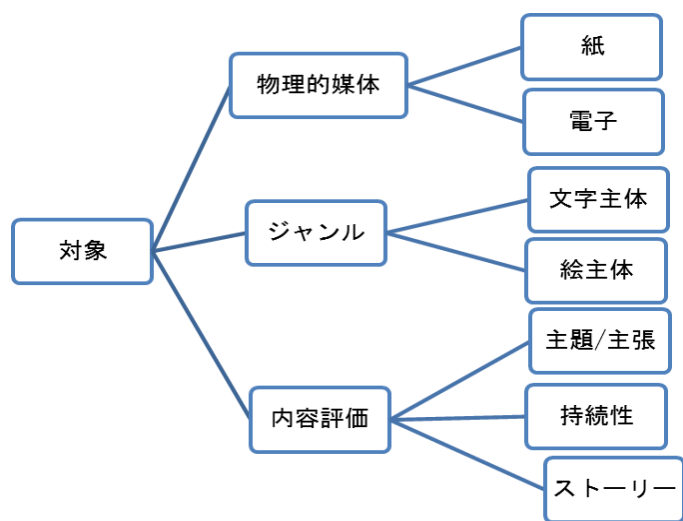 対象
物理的媒体
紙
電子
ジャンル
文字主体
絵主体
内容評価
主題/主張
持続性
ストーリー